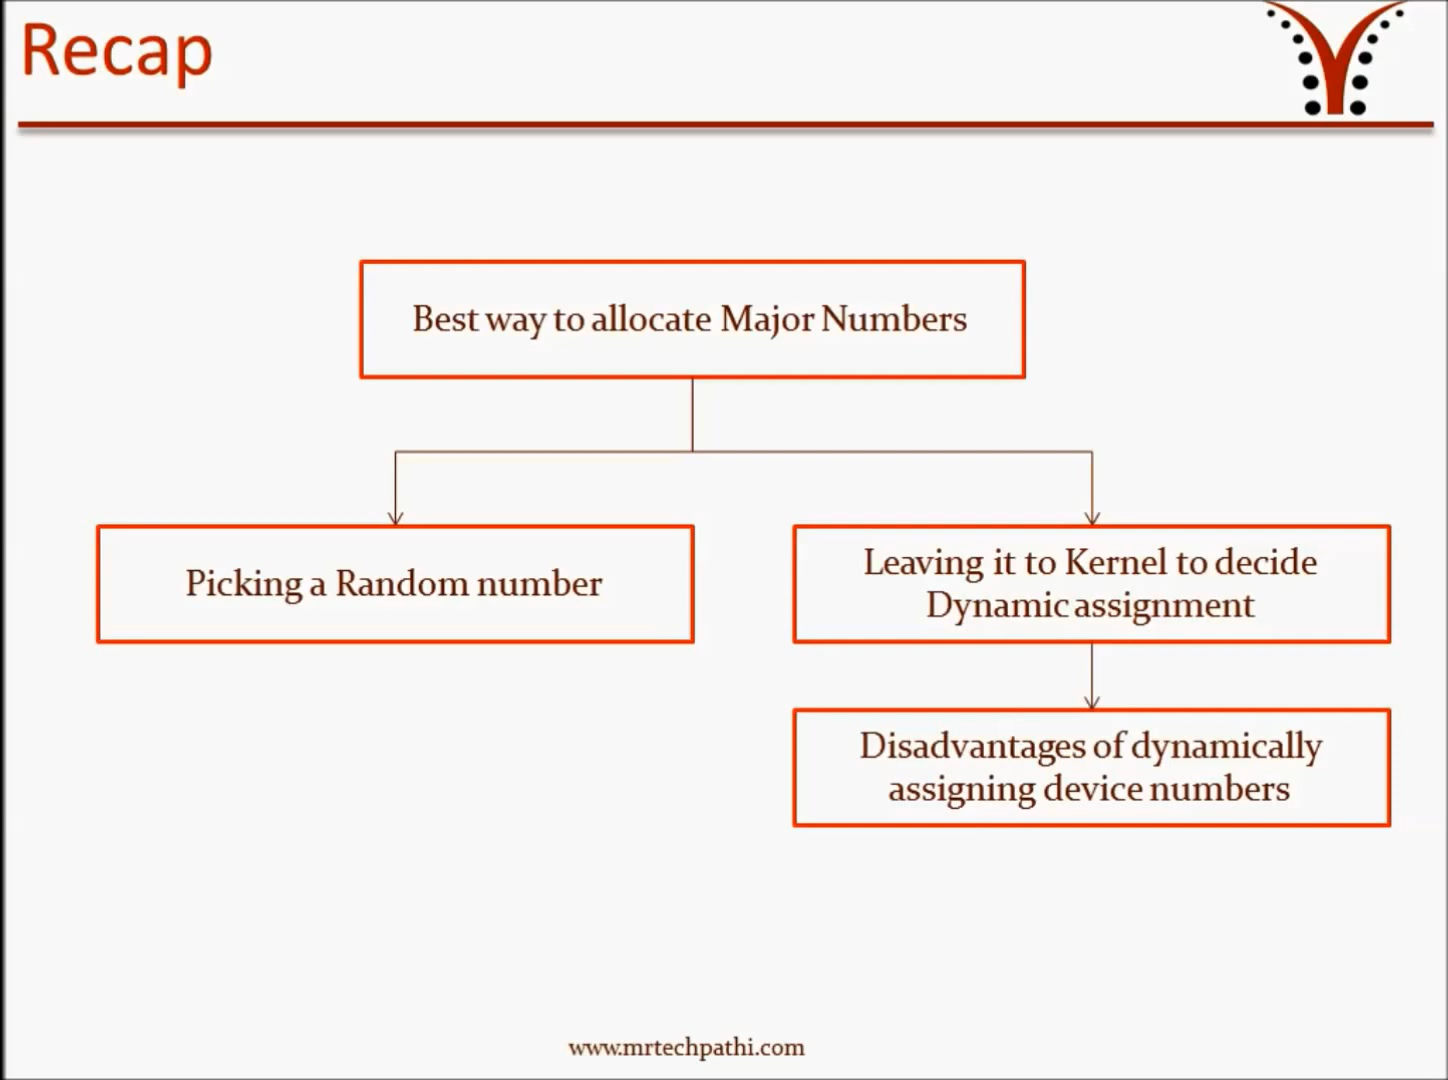 Recap
Best way to allocate Major Numbers
Picking a Random number
Leaving it to Kernel to decide
Dynamic assignment
Disadvantages of dynamically
assigning device numbers
www.mrtechpathi.com